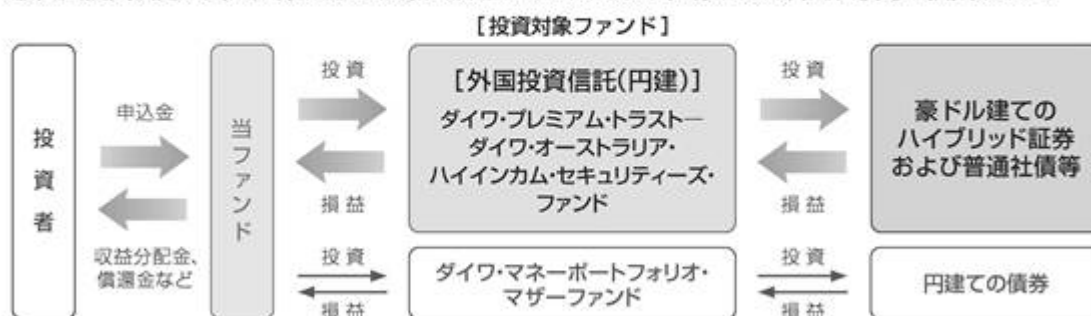 [投資対象ファンド]
投資者
申込金
収益分配金、
償還金など
当ファンド
投資
損益
[外国投資信託(円建)]
ダイワ・プレミアム・トラスト―
ダイワ・オーストラリア・
ハイインカム・セキュリティーズ・
ファンド
投資
損益
豪ドル建ての
ハイブリッド証券
および普通社債等
投資
損益
ダイワ・マネーポートフォリオ・
マザーファンド
投資
損益
円建ての債券